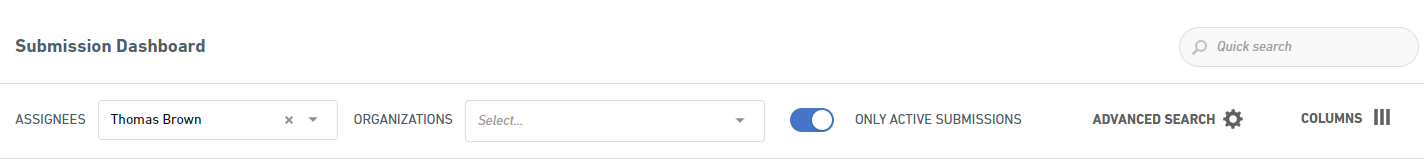 Submission Dashboard
Quick search
ASSIGNEES Thomas Brown ORGANIZATIONS Select... ONLY ACTIVE SUBMISSIONS ADVANCED SEARCH COLUMNS